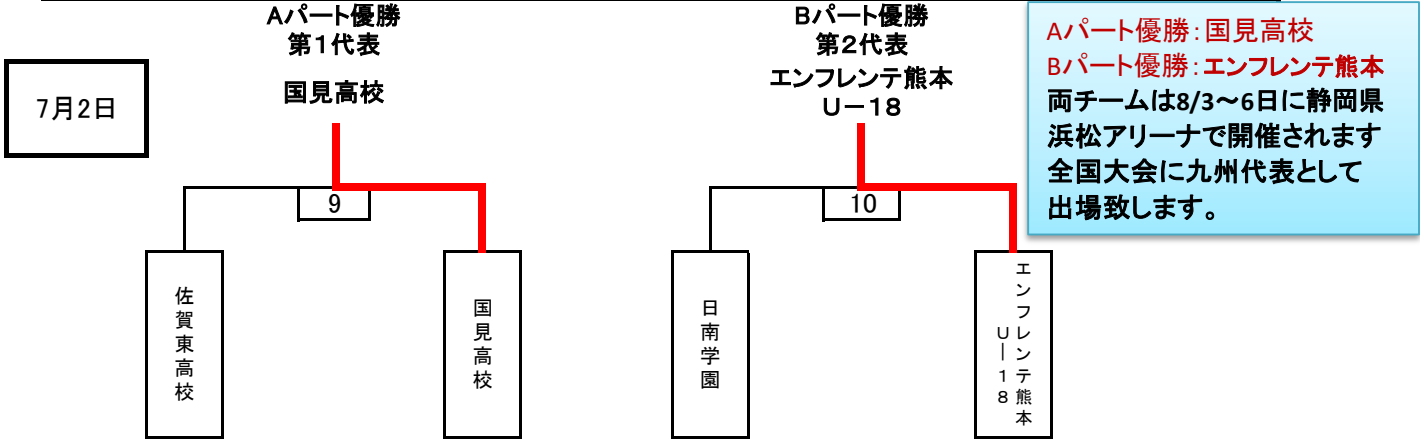 Aパート優勝
第1代表
国見高校
Bパート優勝
第2代表
エンフレンテ熊本
U－18
Aパート優勝：国見高校
Bパート優勝：エンフレンテ熊本
両チームは8/3～6日に静岡県
浜松アリーナで開催されます
全国大会に九州代表として
出場致します。
7月2日
9
10
佐賀東高校
国見高校
日南学園
エンフレンテ熊本
U－18